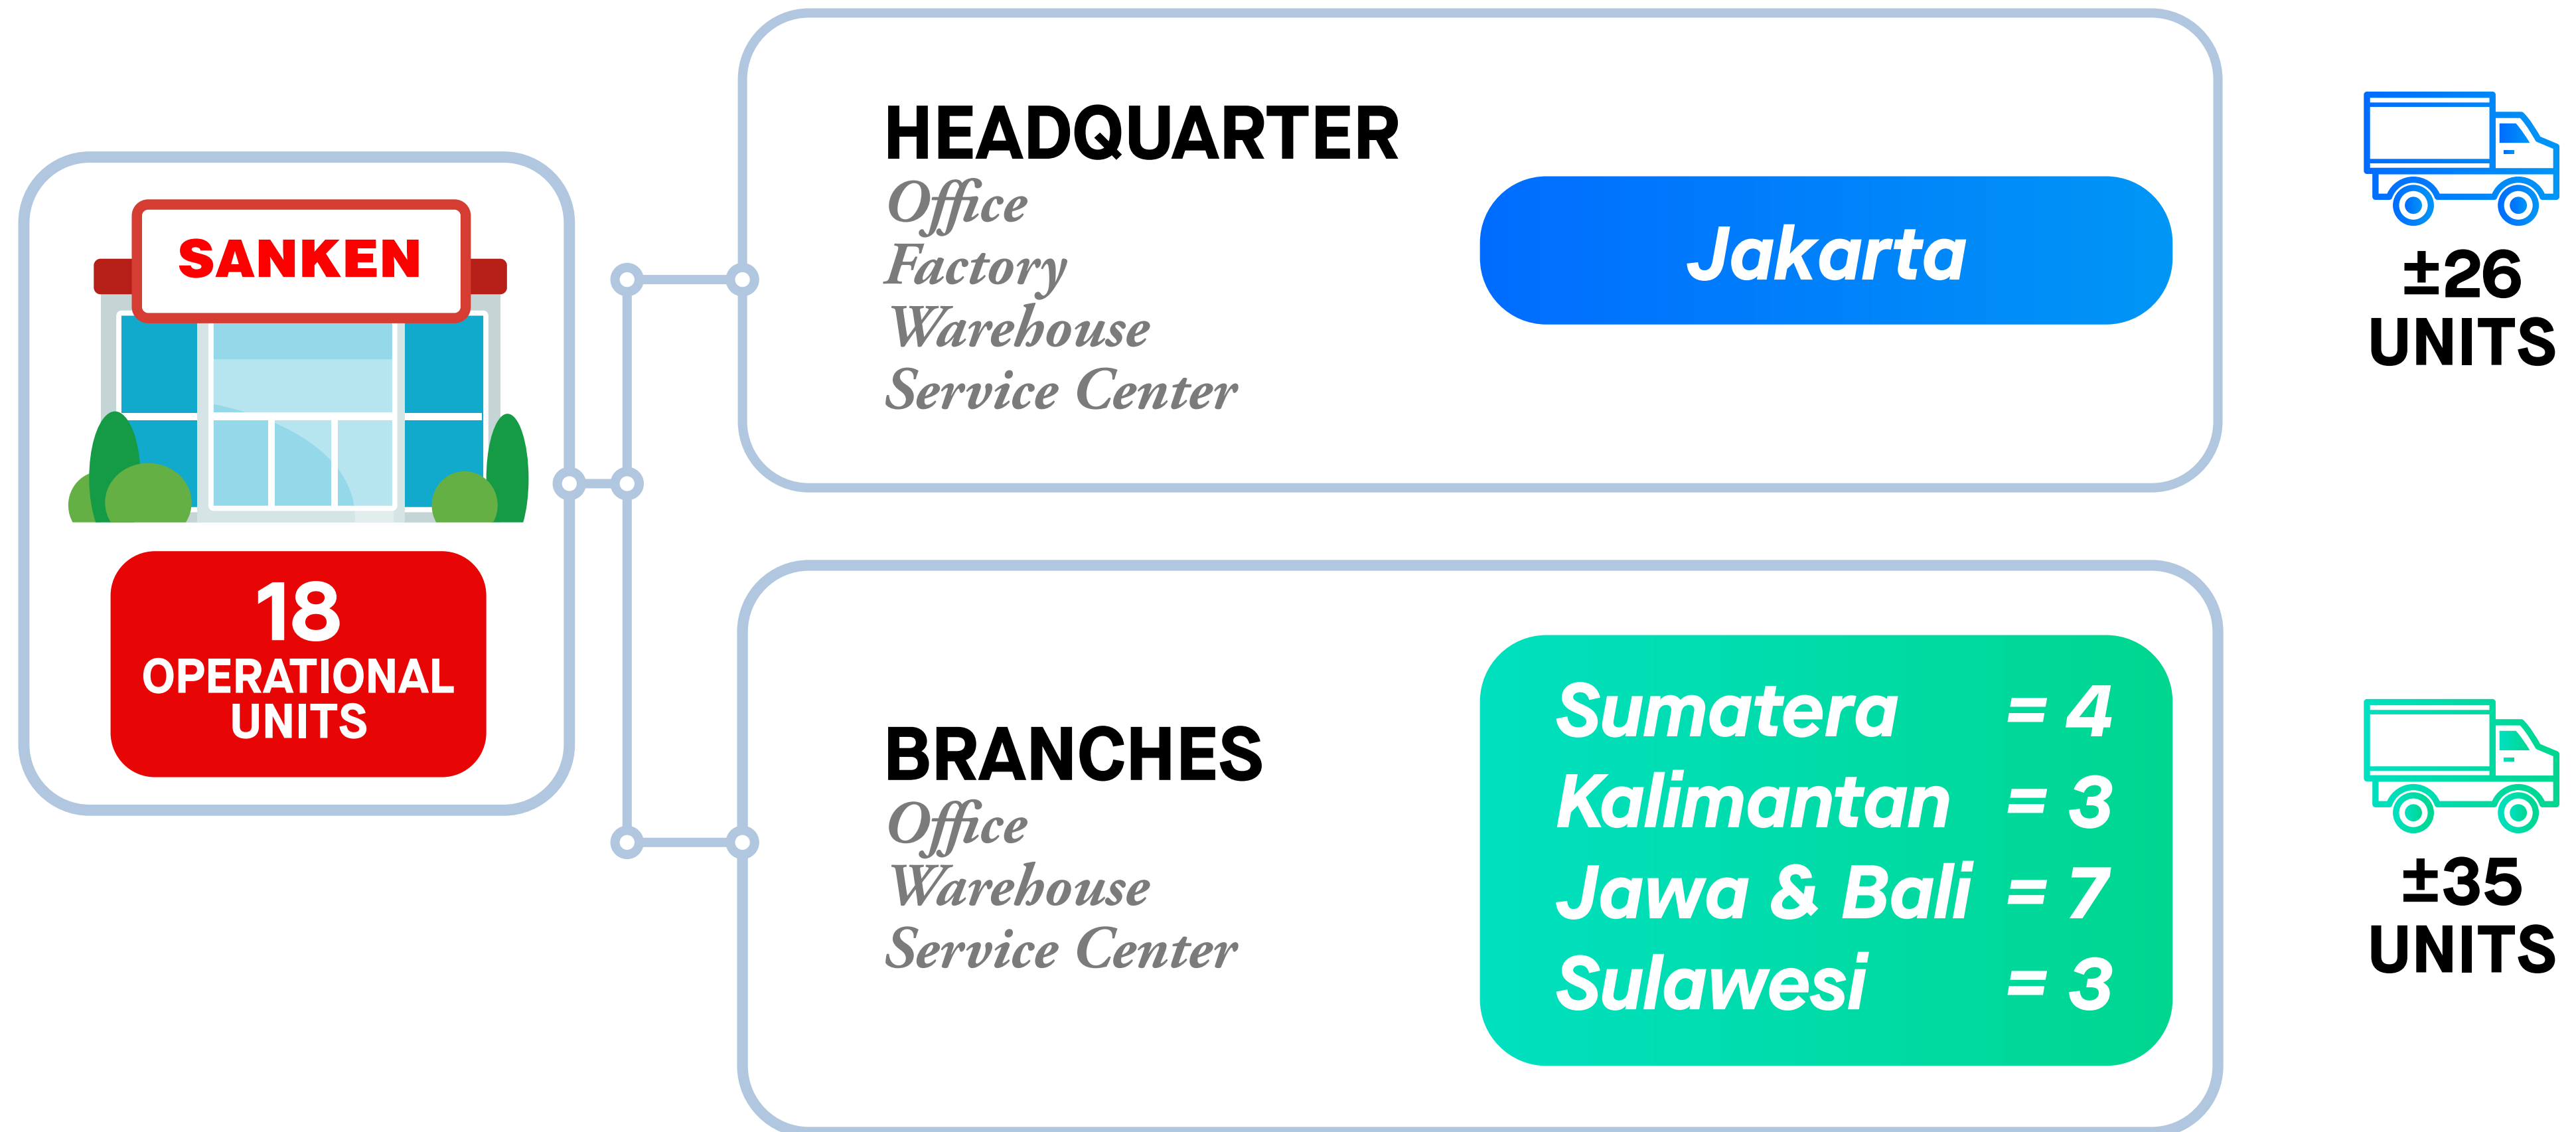 SANKEN
18
OPERATIONAL
UNITS
HEADQUARTER
Office
Factory
Warehouse
Service Center
Jakarta
±26
UNITS
BRANCHES
Office
Warehouse
Service Center
Sumatera = 4
Kalimantan = 3
Jawa & Bali = 7
Sulawesi = 3
±35
UNITS